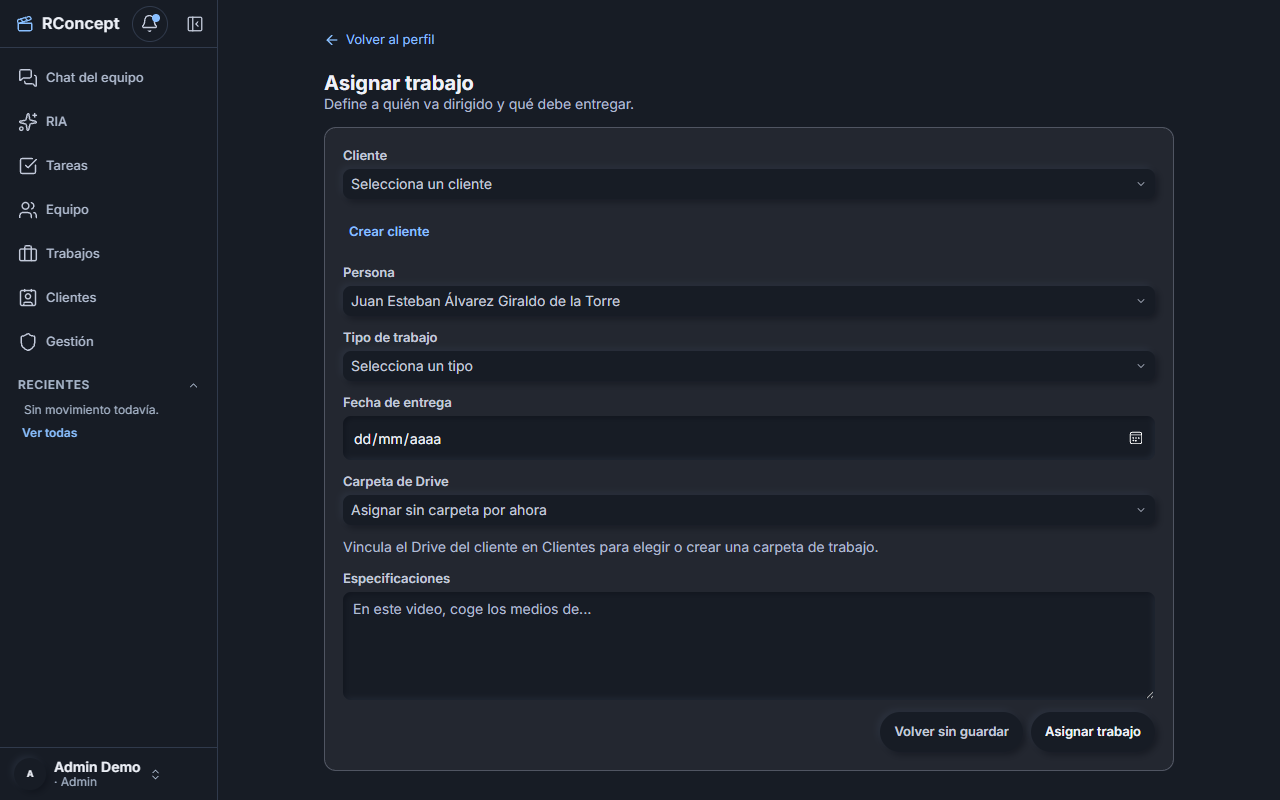 RConcept
Chat del equipo
RIA
Tareas
Equipo
Trabajos
Clientes
Gestión
RECIENTES
Sin movimiento todavía.
Ver todas
A
Admin Demo
· Admin
Volver al perfil
Asignar trabajo
Define a quién va dirigido y qué debe entregar.
Cliente
Selecciona un cliente
Crear cliente
Persona
Juan Esteban Álvarez Giraldo de la Torre
Tipo de trabajo
Selecciona un tipo
Fecha de entrega
dd/mm/aaaa
Carpeta de Drive
Asignar sin carpeta por ahora
Vincula el Drive del cliente en Clientes para elegir o crear una carpeta de trabajo.
Especificaciones
En este video, coge los medios de...
Volver sin guardar
Asignar trabajo